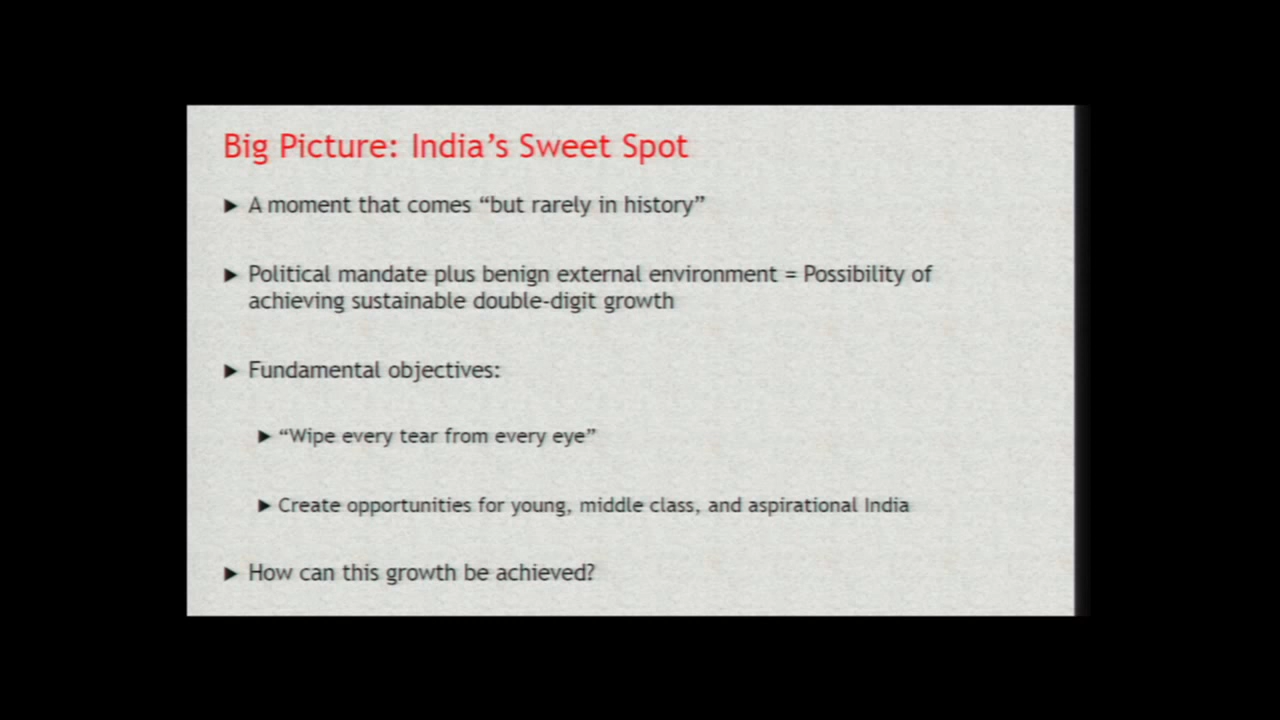 Big Picture: India’s Sweet Spot
▶ A moment that comes “but rarely in history”
▶ Political mandate plus benign external environment = Possibility of
achieving sustainable double-digit growth
▶ Fundamental objectives:
▶ “Wipe every tear from every eye”
▶ Create opportunities for young, middle class, and aspirational India
▶ How can this growth be achieved?